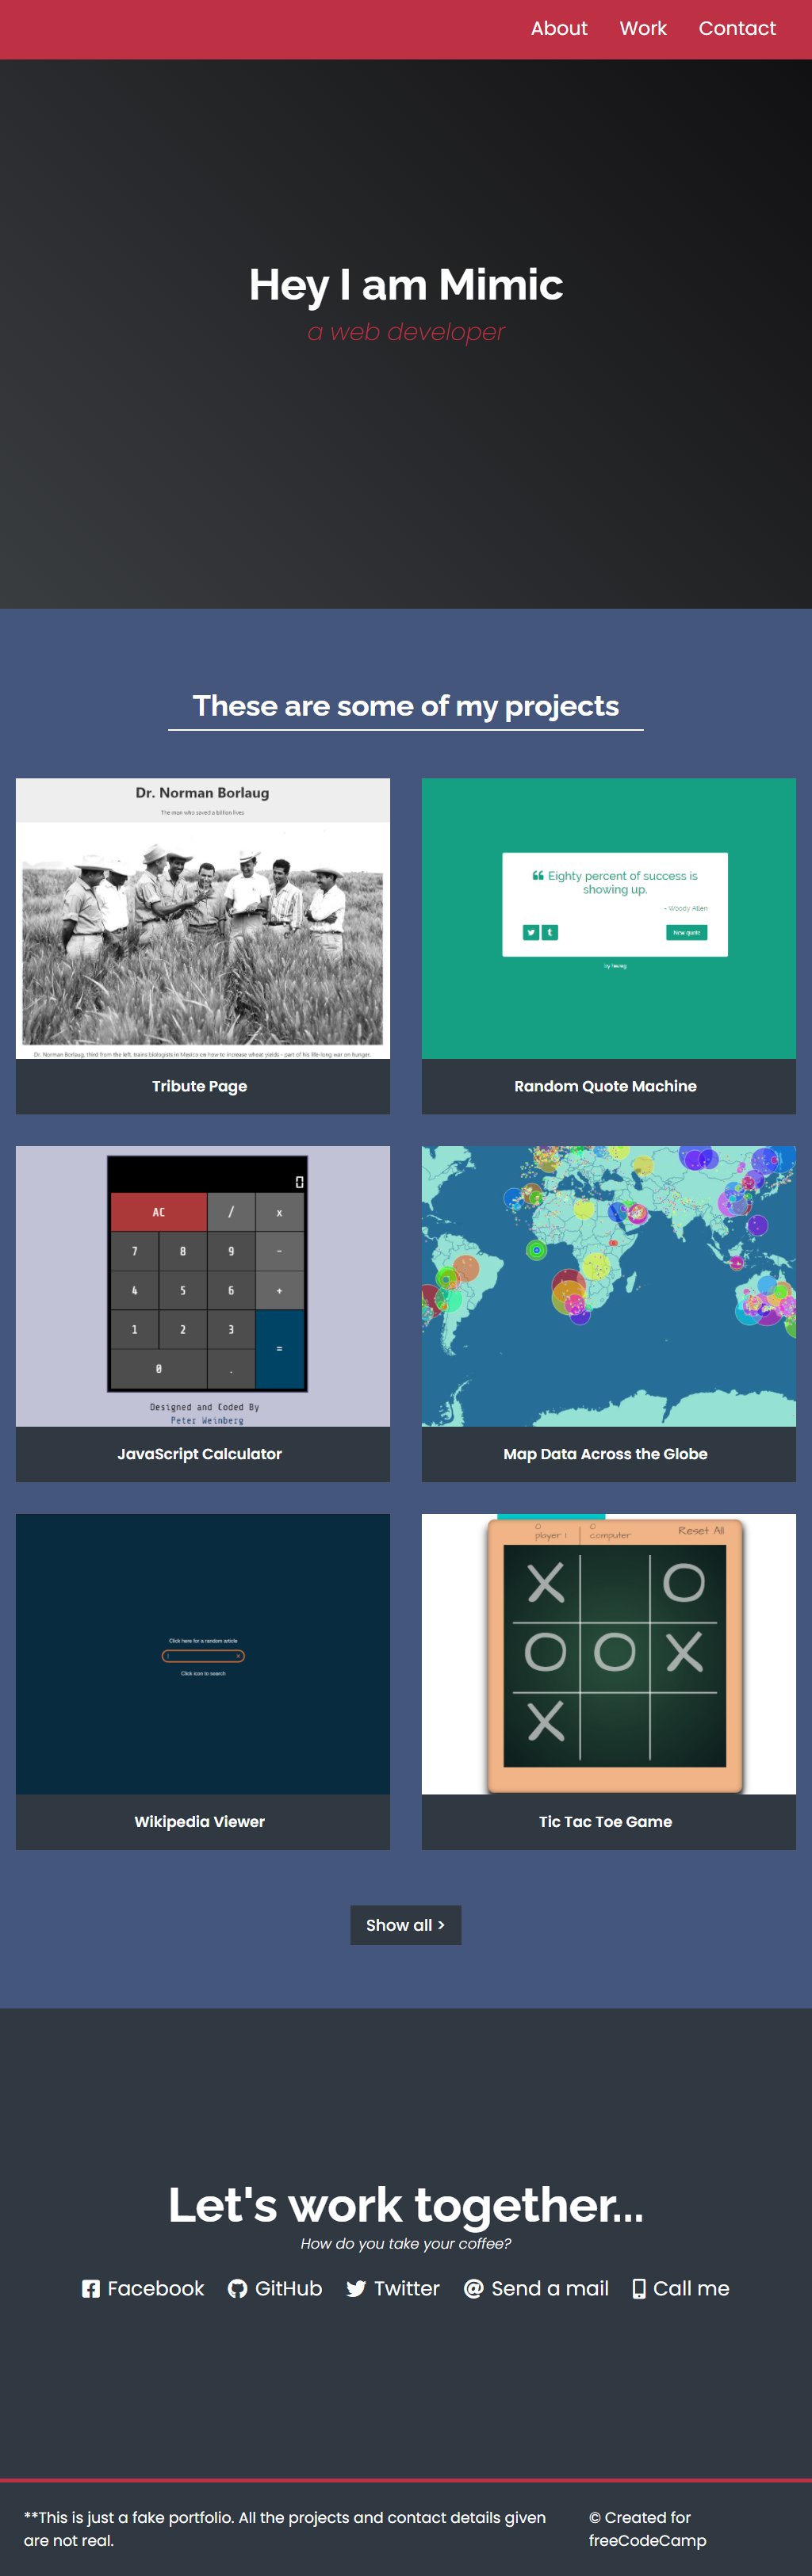 About Work Contact
Hey I am Mimic
a web developer
These are some of my projects
Dr. Norman Borlaug
The man who saved a billion lives
Dr. Norman Borlaug, third from the left, trains biologists in Mexico on how to increase wheat yields - part of his life-long war on hunger.
Tribute Page
Eighty percent of success is
showing up.
- Woody Allen
New quote
by hezag
Random Quote Machine
0
AC / x
7 8 9 -
4 5 6 +
1 2 3 =
0 .
Designed and Coded By
Peter Weinberg
JavaScript Calculator
Map Data Across the Globe
Click here for a random article
Click icon to search
Wikipedia Viewer
0 0
player 1 computer Reset All
X O
O O X
X
Tic Tac Toe Game
Show all >
Let's work together...
How do you take your coffee?
Facebook GitHub Twitter @ Send a mail Call me
**This is just a fake portfolio. All the projects and contact details given
are not real.
© Created for
freeCodeCamp